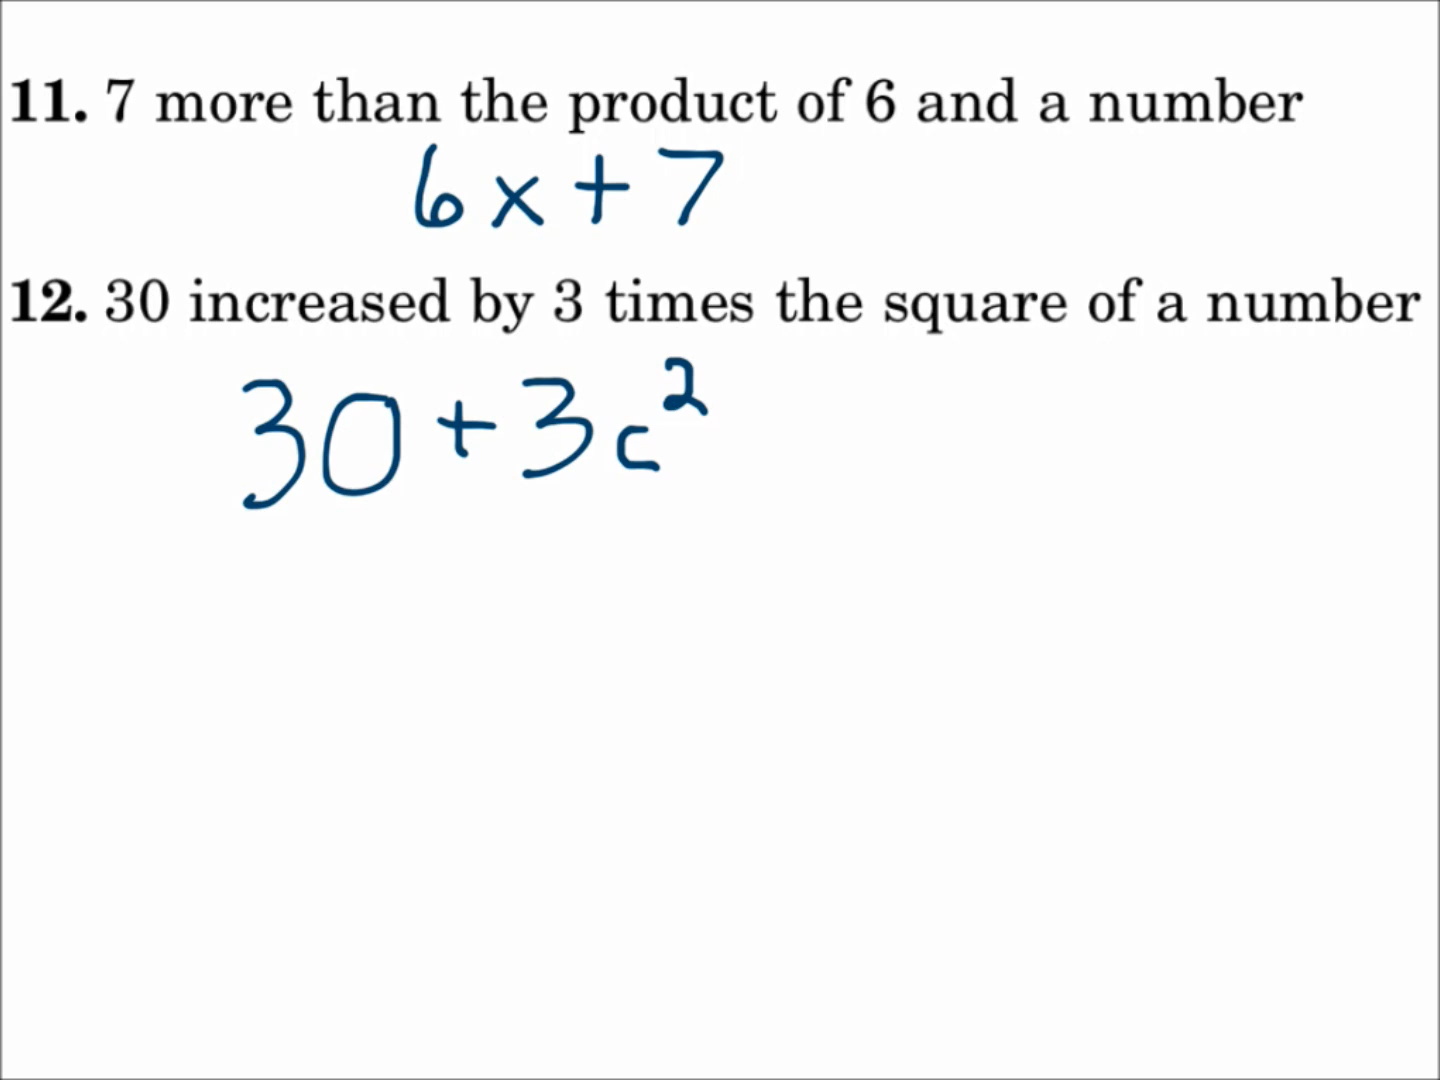 11. 7 more than the product of 6 and a number
6x + 7
12. 30 increased by 3 times the square of a number
30 + 3c²